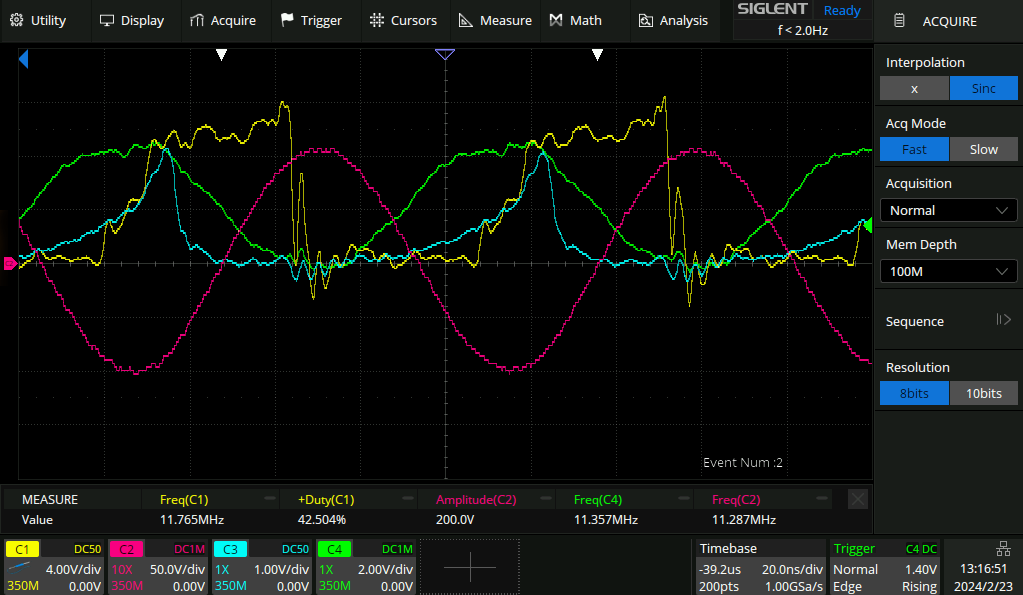 Utility Display Acquire Trigger Cursors Measure Math Analysis SIGLENT Ready ACQUIRE
f < 2.0Hz
Interpolation
x Sinc
Acq Mode
Fast Slow
Acquisition
Normal
Mem Depth
100M
Sequence
Resolution
8bits 10bits
Event Num :2
MEASURE Freq(C1) +Duty(C1) Amplitude(C2) Freq(C4) Freq(C2)
Value 11.765MHz 42.504% 200.0V 11.357MHz 11.287MHz
C1 DC50 C2 DC1M C3 DC50 C4 DC1M Timebase Trigger C4 DC
4.00V/div 10X 50.0V/div 1X 1.00V/div 1X 2.00V/div -39.2us 20.0ns/div Normal 1.40V 13:16:51
350M 0.00V 350M 0.00V 350M 0.00V 350M 0.00V 200pts 1.00GSa/s Edge Rising 2024/2/23